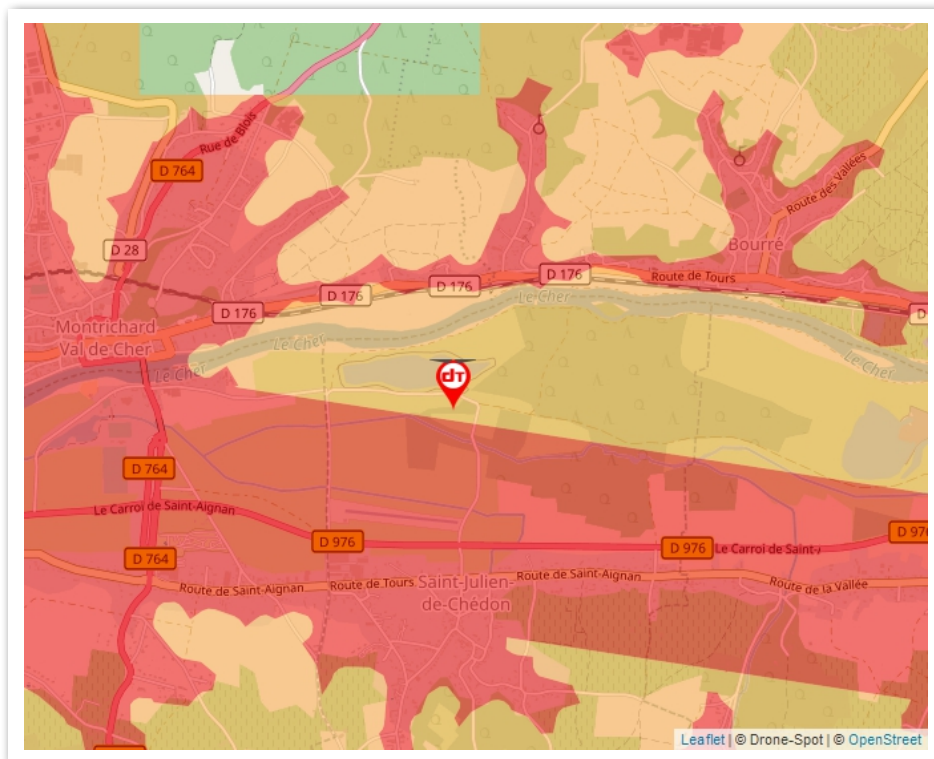 Rue de Blois
D 764
Route des Vallées
D 28
Bourré
D 176
D 176
D 176
D 176
Route de Tours
D
Le Cher
Montrichard
Val de Cher
Le Cher
Le Cher
Le Cher
dT
D 764
Le Carroi de Saint-Aignan
D 976
D 976
Le Carroi de Saint-A
D 976
D 764
Route de Saint-Aignan
Route de Tours
Saint-Julien-
de-Chédon
Route de Saint-Aignan
Route de la Vallée
Leaflet | © Drone-Spot | © OpenStreet